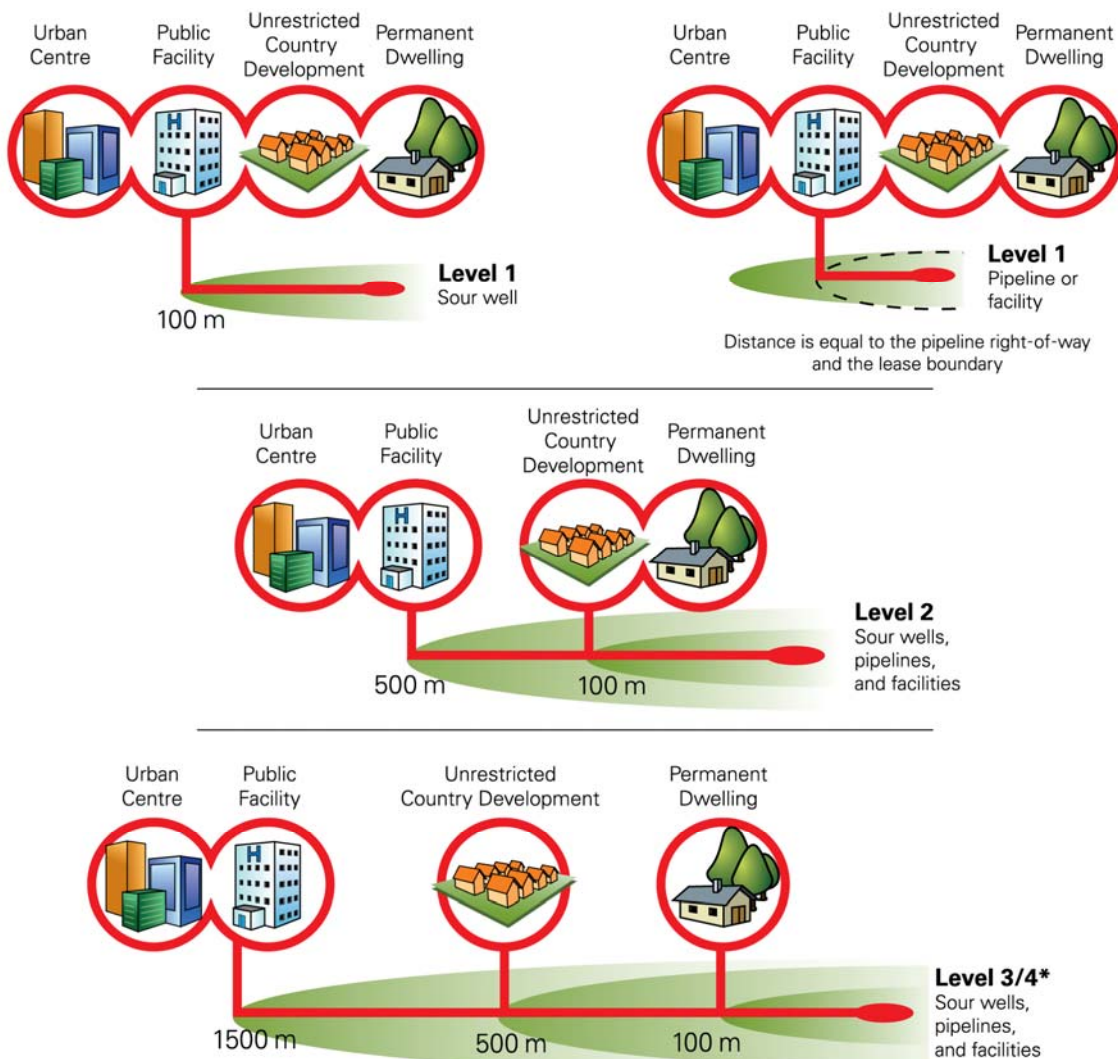 Urban
Centre
Public
Facility
Unrestricted
Country
Development
Permanent
Dwelling
H
100 m
Level 1
Sour well
Urban
Centre
Public
Facility
Unrestricted
Country
Development
Permanent
Dwelling
H
Level 1
Pipeline or
facility
Distance is equal to the pipeline right-of-way
and the lease boundary
Urban
Centre
Public
Facility
Unrestricted
Country
Development
Permanent
Dwelling
H
500 m
100 m
Level 2
Sour wells,
pipelines,
and facilities
Urban
Centre
Public
Facility
Unrestricted
Country Development
Permanent
Dwelling
H
1500 m
500 m
100 m
Level 3/4*
Sour wells,
pipelines,
and facilities